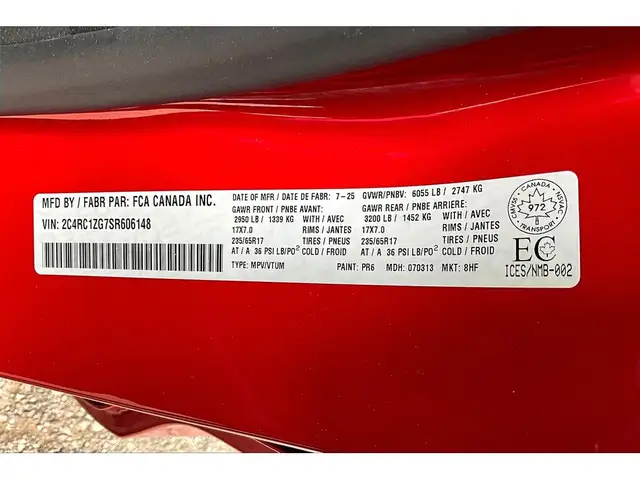 MFD BY / FABR PAR: FCA CANADA INC.
VIN: 2C4RC1ZG7SR606148
DATE OF MFR / DATE DE FABR: 7-25
GVWR/PNBV: 6055 LB / 2747 KG
GAWR FRONT / PNBE AVANT:
2950 LB / 1339 KG WITH / AVEC
17X7.0 RIMS / JANTES
235/65R17 TIRES / JANTES
AT / A 36 PSI LB/PO² COLD / FROID
GAWR REAR / PNBE ARRIERE:
3200 LB / 1452 KG WITH / AVEC
17X7.0 RIMS / JANTES
235/65R17 TIRES / JANTES
AT / A 36 PSI LB/PO² COLD / FROID
TYPE: MPV/VTUM PAINT: PR6 MDH: 070313 MKT: 8HF
CANADA
CMVSS 972 NSVAC
TRANSPORT
EC
ICES/NMB-002